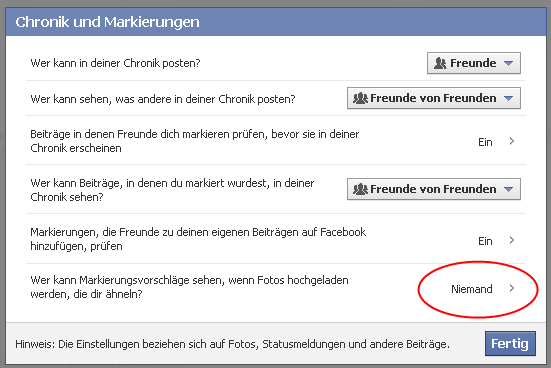 Chronik und Markierungen
Wer kann in deiner Chronik posten?
Freunde
Wer kann sehen, was andere in deiner Chronik posten?
Freunde von Freunden
Beiträge in denen Freunde dich markieren prüfen, bevor sie in deiner
Chronik erscheinen
Ein
Wer kann Beiträge, in denen du markiert wurdest, in deiner
Chronik sehen?
Freunde von Freunden
Markierungen, die Freunde zu deinen eigenen Beiträgen auf Facebook
hinzufügen, prüfen
Ein
Wer kann Markierungsvorschläge sehen, wenn Fotos hochgeladen
werden, die dir ähneln?
Niemand
Hinweis: Die Einstellungen beziehen sich auf Fotos, Statusmeldungen und andere Beiträge.
Fertig